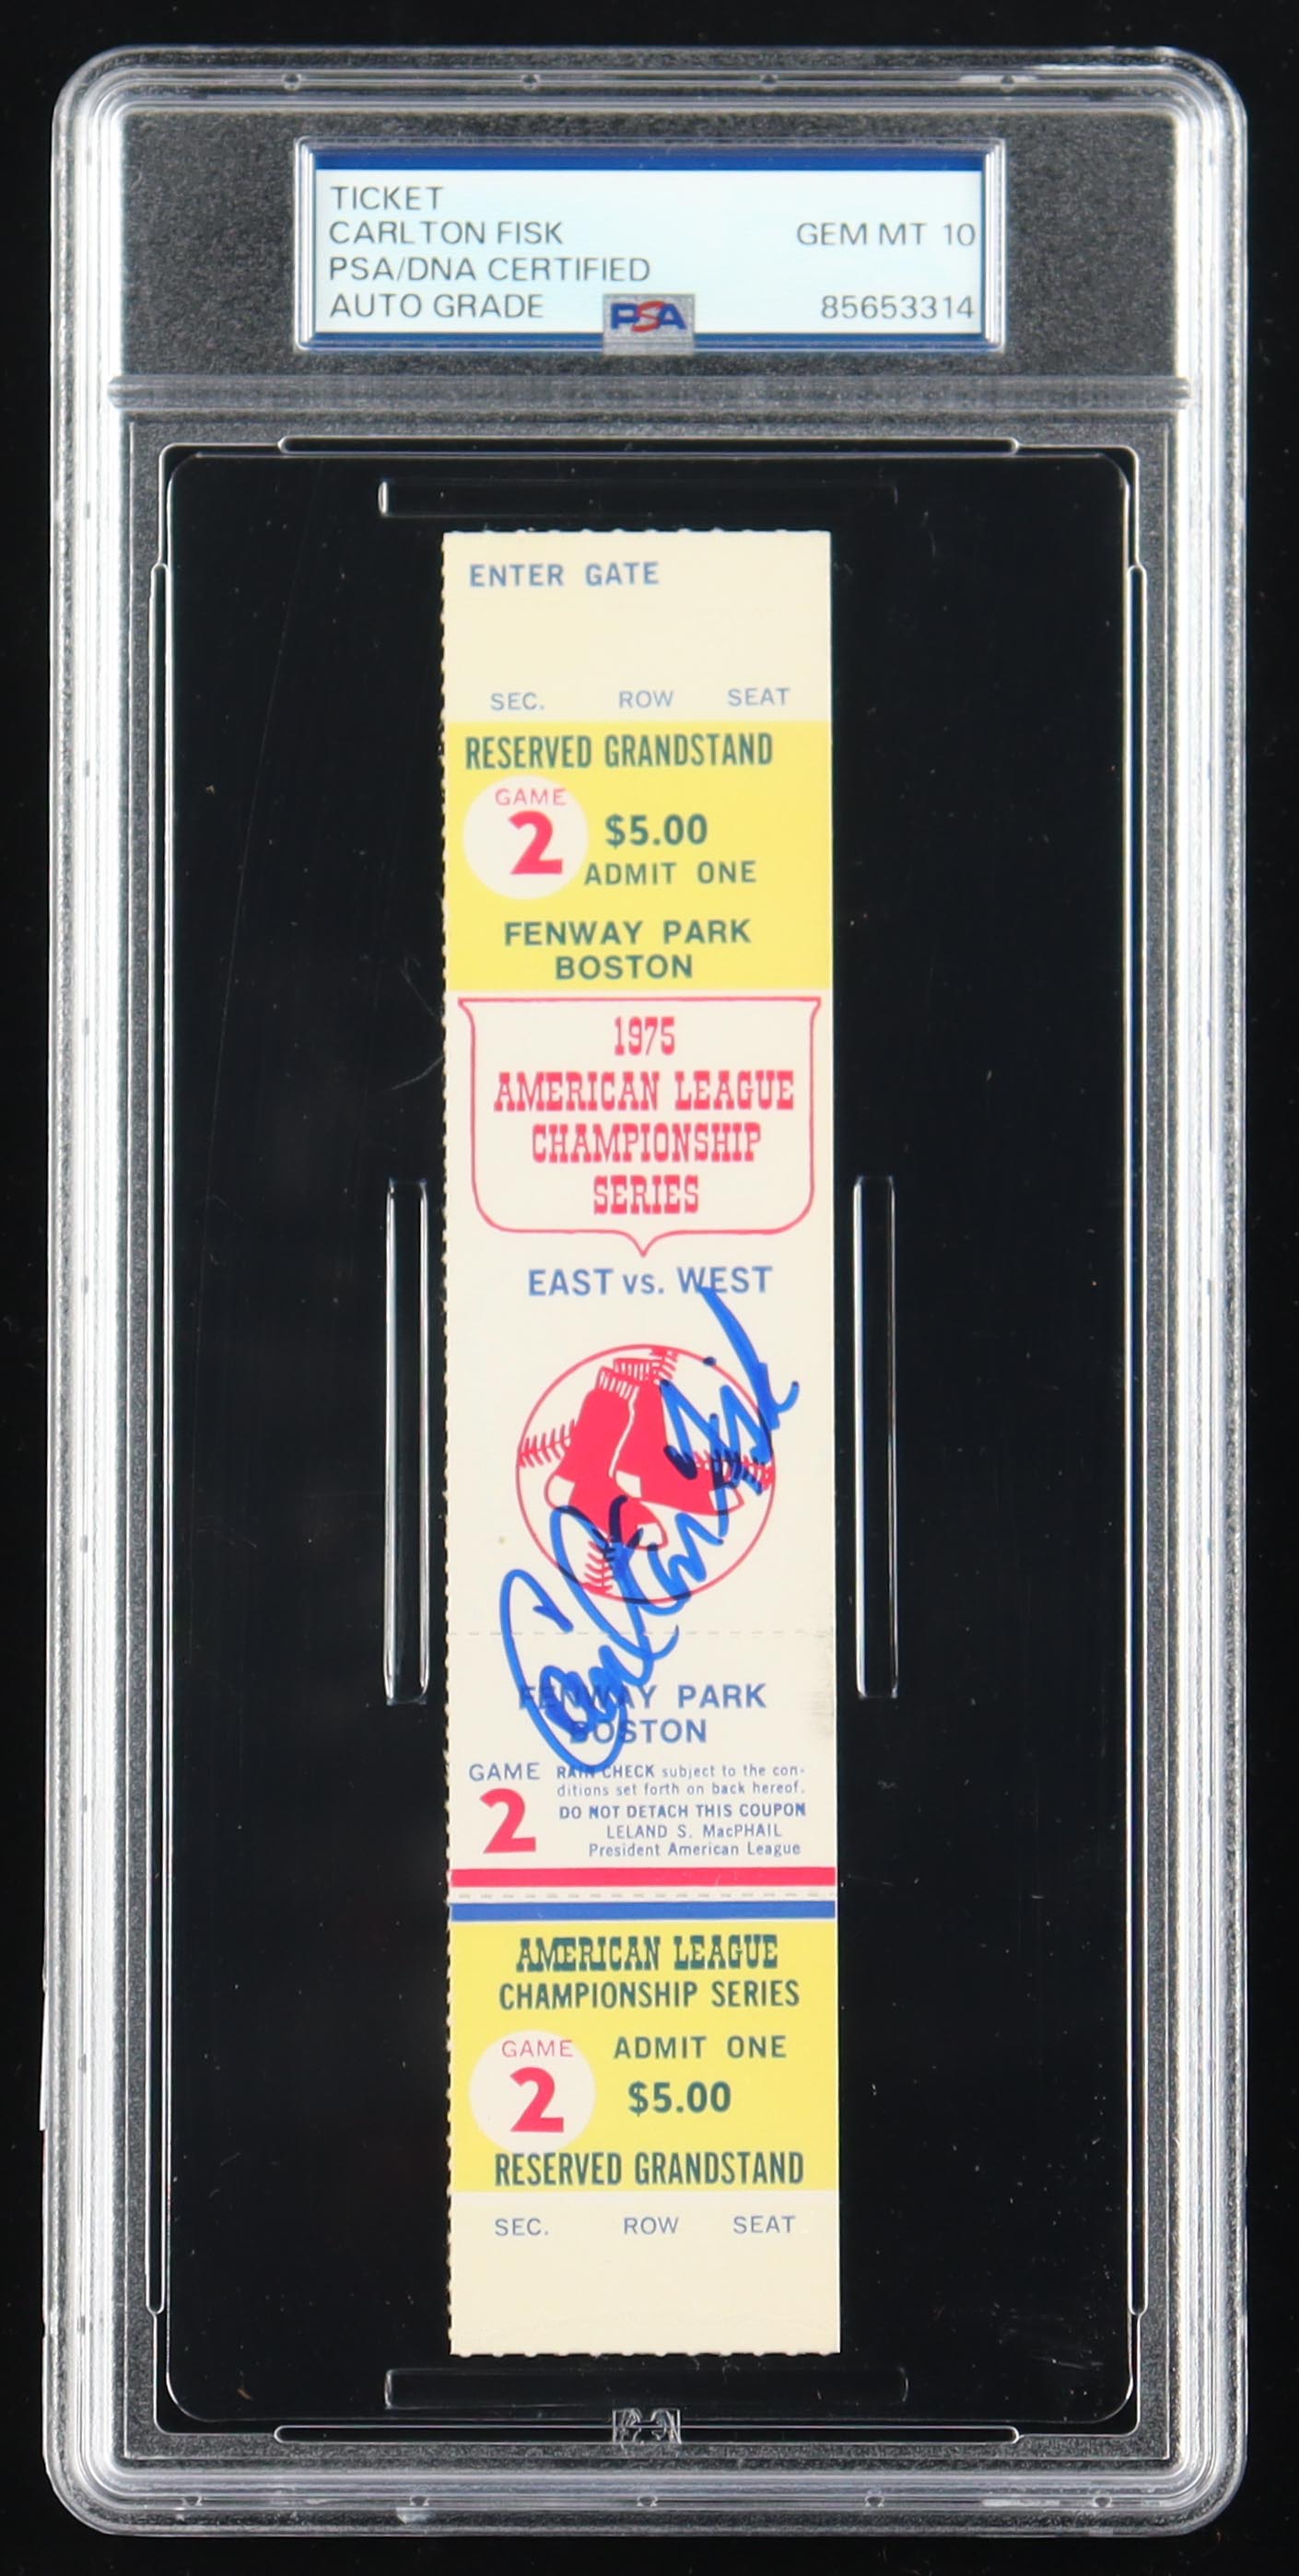 TICKET
CARLTON FISK GEM MT 10
PSA/DNA CERTIFIED
AUTO GRADE PSA 85653314
ENTER GATE
SEC. ROW SEAT
RESERVED GRANDSTAND
GAME
2 $5.00
ADMIT ONE
FENWAY PARK
BOSTON
1975
AMERICAN LEAGUE
CHAMPIONSHIP
SERIES
EAST vs. WEST
Carlton Fisk
FENWAY PARK
BOSTON
GAME RAIN CHECK subject to the con-
ditions set forth on back hereof.
2 DO NOT DETACH THIS COUPON
LELAND S. MacPHAIL
President American League
AMERICAN LEAGUE
CHAMPIONSHIP SERIES
GAME ADMIT ONE
2 $5.00
RESERVED GRANDSTAND
SEC. ROW SEAT